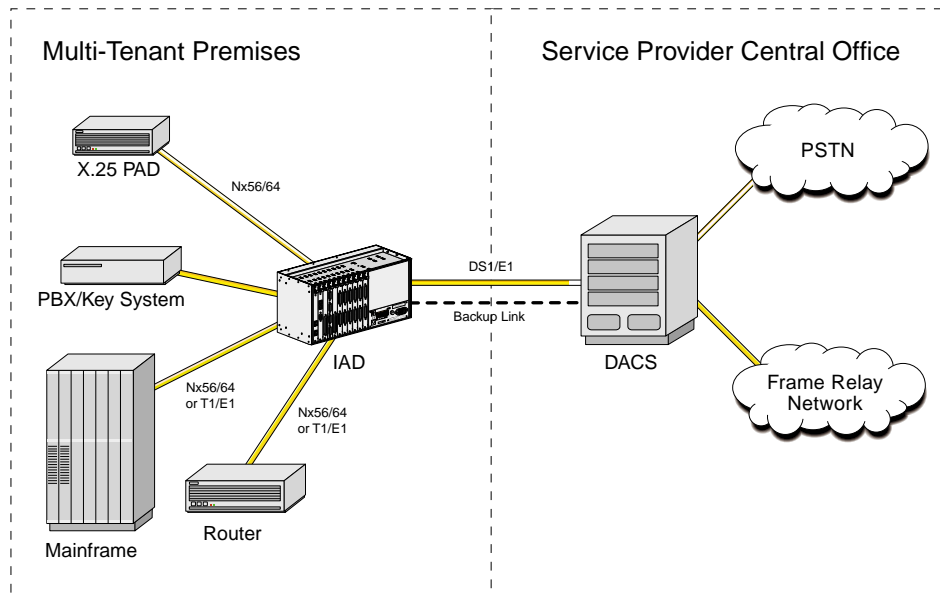 Multi-Tenant Premises
Service Provider Central Office
X.25 PAD
Nx56/64
PSTN
PBX/Key System
DS1/E1
Backup Link
IAD
DACS
Nx56/64
or T1/E1
Nx56/64
or T1/E1
Frame Relay
Network
Mainframe
Router